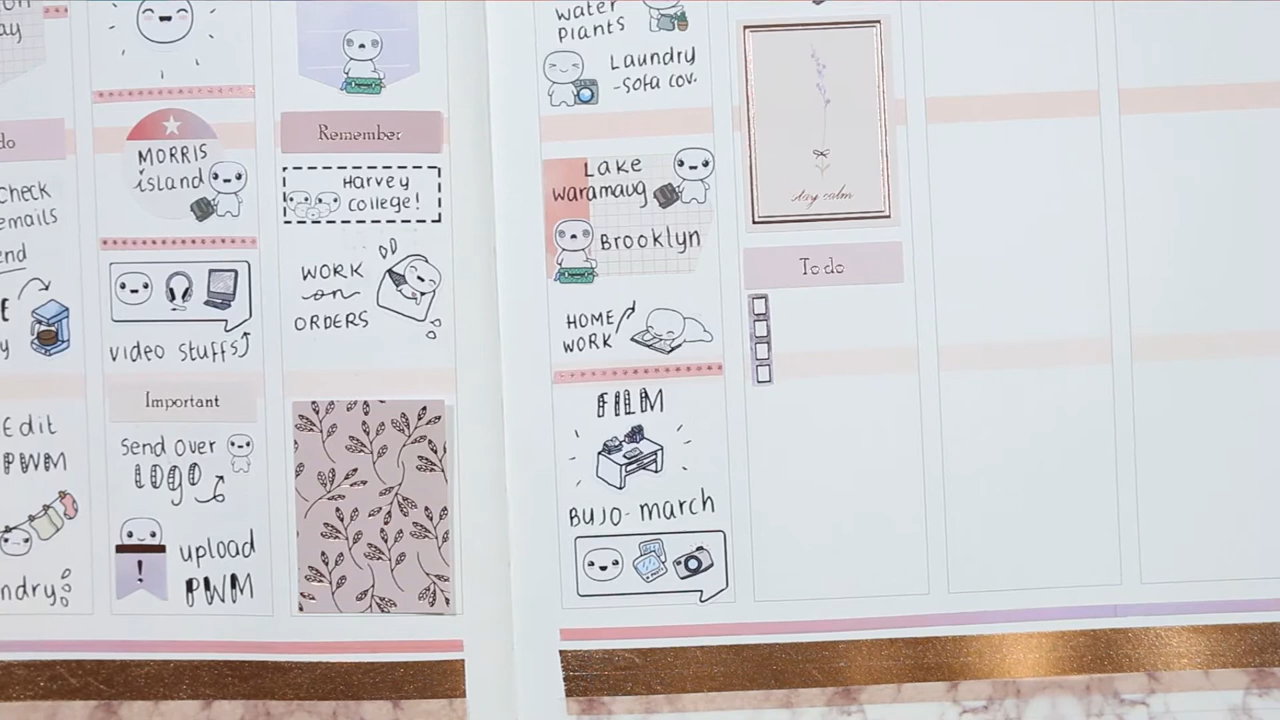 ay
do
Check
emails
end
E
y
Edit
PWM
ndry
MORRIS
island
video stuffs
Important
Send Over
LOGO
!
upload
PWM
Remember
Harvey
College!
WORK
on
ORDERS
water
plants
Laundry
-sofa cov.
Lake
waramaug
Brooklyn
HOME
WORK
FILM
BUJO- march
stay calm
To do